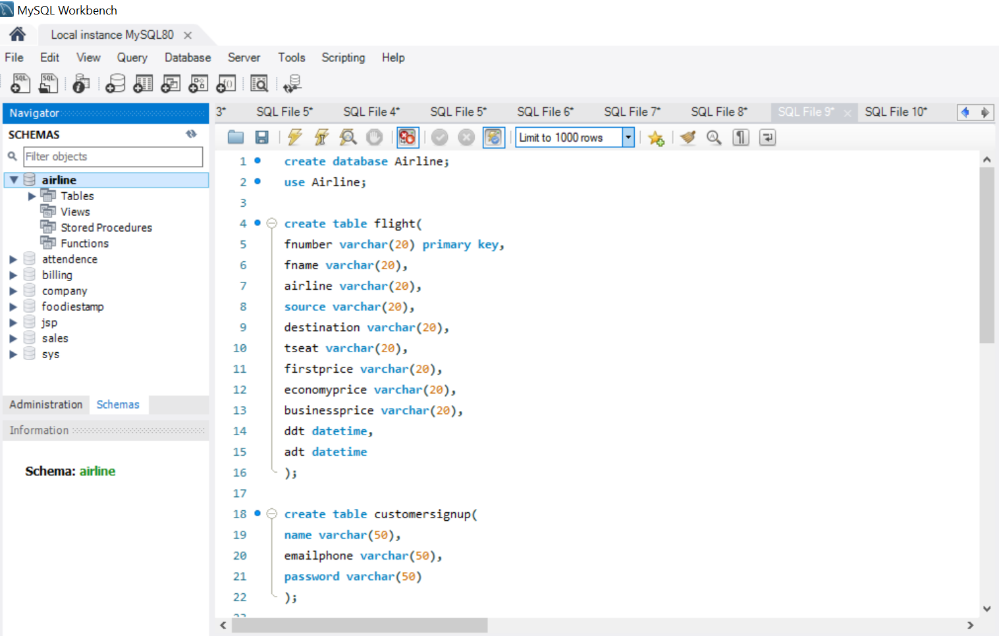 MySQL Workbench
Local instance MySQL80
File Edit View Query Database Server Tools Scripting Help
Navigator
SCHEMAS
Filter objects
airline
Tables
Views
Stored Procedures
Functions
attendence
billing
company
foodiestamp
jsp
sales
sys
Administration Schemas
Information
Schema: airline
3* SQL File 5* SQL File 4* SQL File 5* SQL File 6* SQL File 7* SQL File 8* SQL File 9* SQL File 10*
Limit to 1000 rows
1 create database Airline;
2 use Airline;
3
4 create table flight(
5 fnumber varchar(20) primary key,
6 fname varchar(20),
7 airline varchar(20),
8 source varchar(20),
9 destination varchar(20),
10 tseat varchar(20),
11 firstprice varchar(20),
12 economyprice varchar(20),
13 businessprice varchar(20),
14 ddt datetime,
15 adt datetime
16 );
17
18 create table customersignup(
19 name varchar(50),
20 emailphone varchar(50),
21 password varchar(50)
22 );